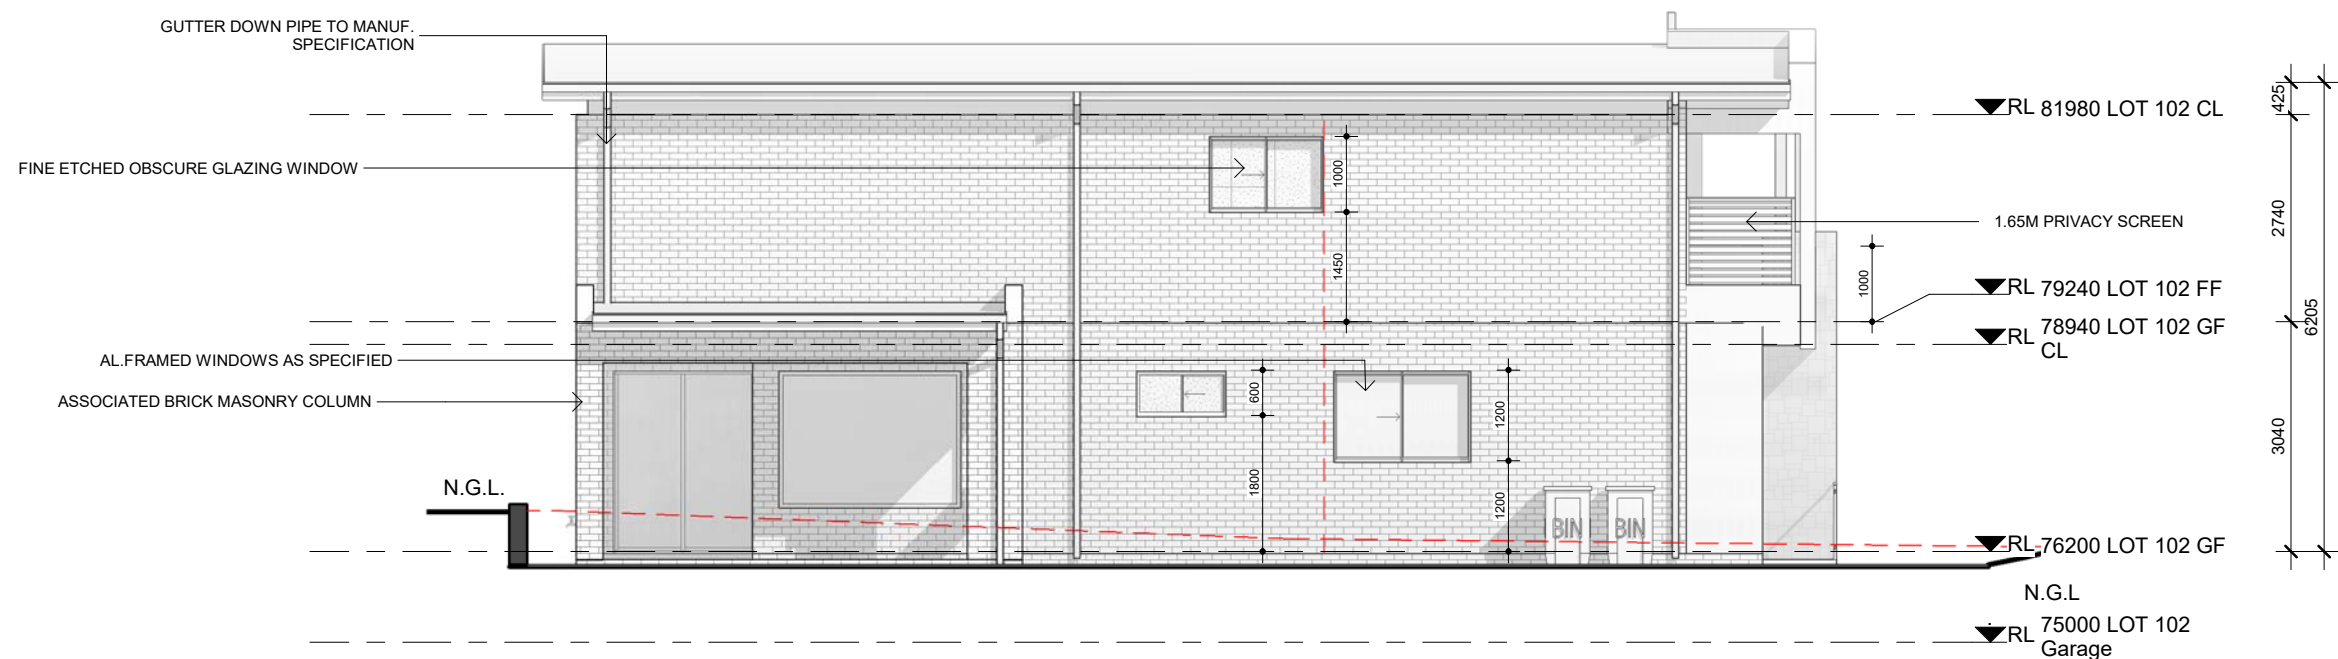 GUTTER DOWN PIPE TO MANUF.
SPECIFICATION
425
RL 81980 LOT 102 CL
FINE ETCHED OBSCURE GLAZING WINDOW
1000
2740
1.65M PRIVACY SCREEN
1450
1000
RL 79240 LOT 102 FF
6205
RL 78940 LOT 102 GF
CL
AL.FRAMED WINDOWS AS SPECIFIED
600
1200
ASSOCIATED BRICK MASONRY COLUMN
3040
1800
N.G.L.
1200
BIN BIN
RL 76200 LOT 102 GF
N.G.L
RL 75000 LOT 102
Garage